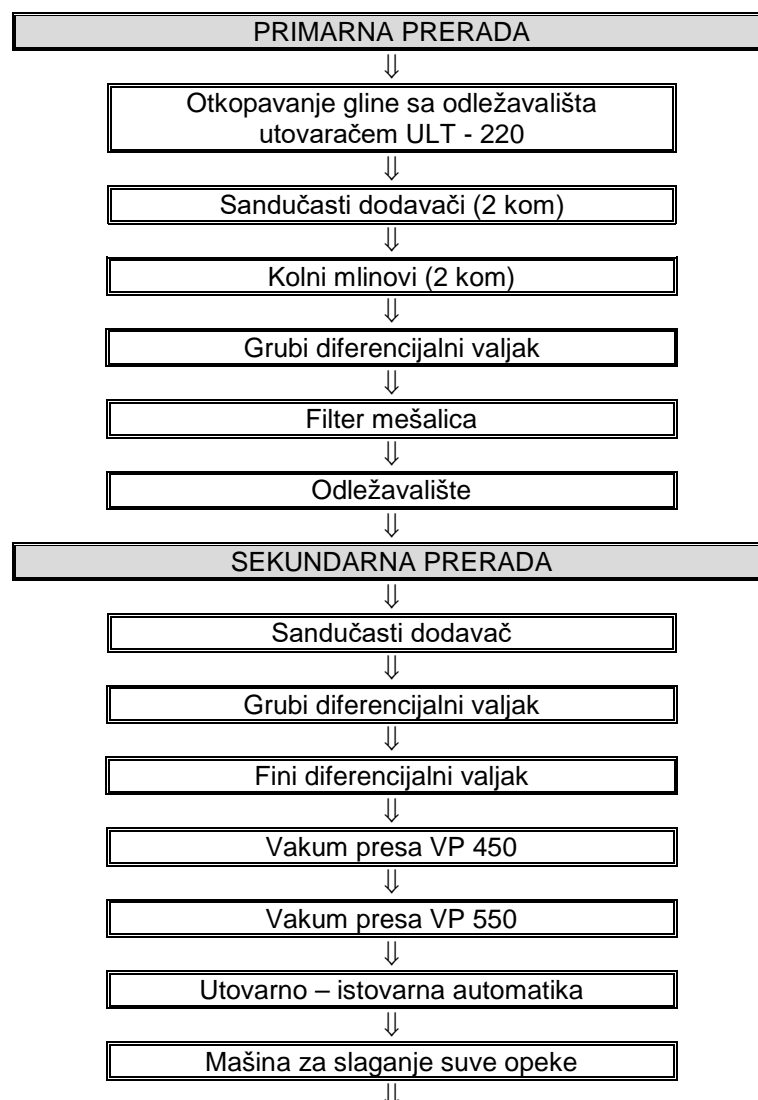 PRIMARNA PRERADA
⇓
Otkopavanje gline sa odležavališta
utovaračem ULT - 220
⇓
Sandučasti dodavači (2 kom)
⇓
Kolni mlinovi (2 kom)
⇓
Grubi diferencijalni valjak
⇓
Filter mešalica
⇓
Odležavalište
⇓
SEKUNDARNA PRERADA
⇓
Sandučasti dodavač
⇓
Grubi diferencijalni valjak
⇓
Fini diferencijalni valjak
⇓
Vakum presa VP 450
⇓
Vakum presa VP 550
⇓
Utovarno – istovarna automatika
⇓
Mašina za slaganje suve opeke
⇓